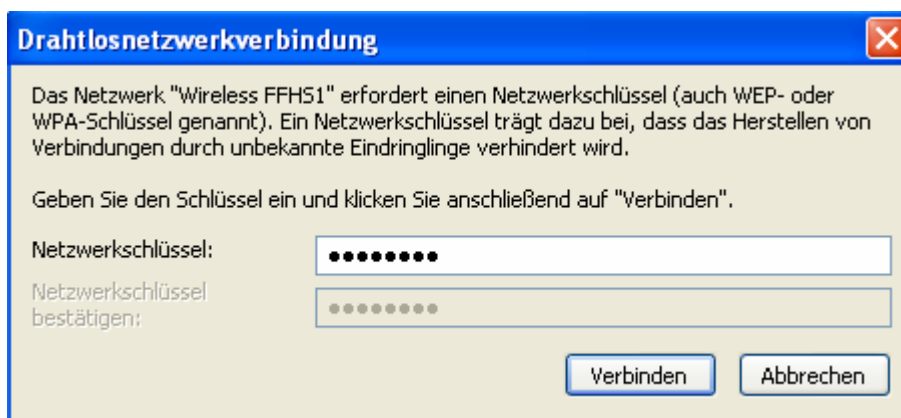 Drahtlosnetzwerkverbindung
Das Netzwerk "Wireless FFHS1" erfordert einen Netzwerkschlüssel (auch WEP- oder
WPA-Schlüssel genannt). Ein Netzwerkschlüssel trägt dazu bei, dass das Herstellen von
Verbindungen durch unbekannte Eindringlinge verhindert wird.
Geben Sie den Schlüssel ein und klicken Sie anschließend auf "Verbinden".
Netzwerkschlüssel: ●●●●●●●●
Netzwerkschlüssel
bestätigen: ●●●●●●●●
Verbinden Abbrechen